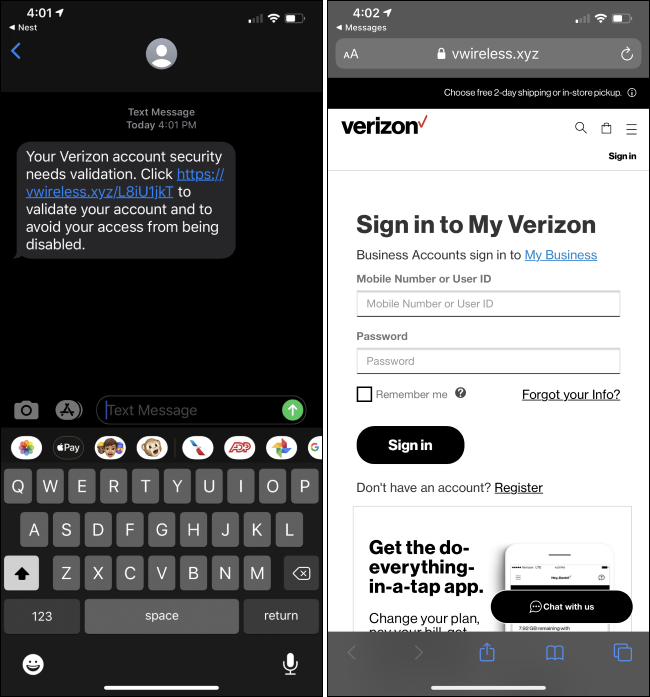 4:01
Nest
Text Message
Today 4:01 PM
Your Verizon account security
needs validation. Click https://
vwireless.xyz/L8iU1jkT to
validate your account and to
avoid your access from being
disabled.
Text Message
Pay
ADP
G
Q W E R T Y U I O P
A S D F G H J K L
Z X C V B N M
123 space return
4:02
Messages
AA vwireless.xyz
Choose free 2-day shipping or in-store pickup.
verizon
Sign in
Sign in to My Verizon
Business Accounts sign in to My Business
Mobile Number or User ID
Mobile Number or User ID
Password
Password
Remember me ? Forgot your Info?
Sign in
Don't have an account? Register
Get the do-
everything-
in-a-tap app.
Change your plan,
pay your bill, get
Chat with us
7.92 GB remaining with